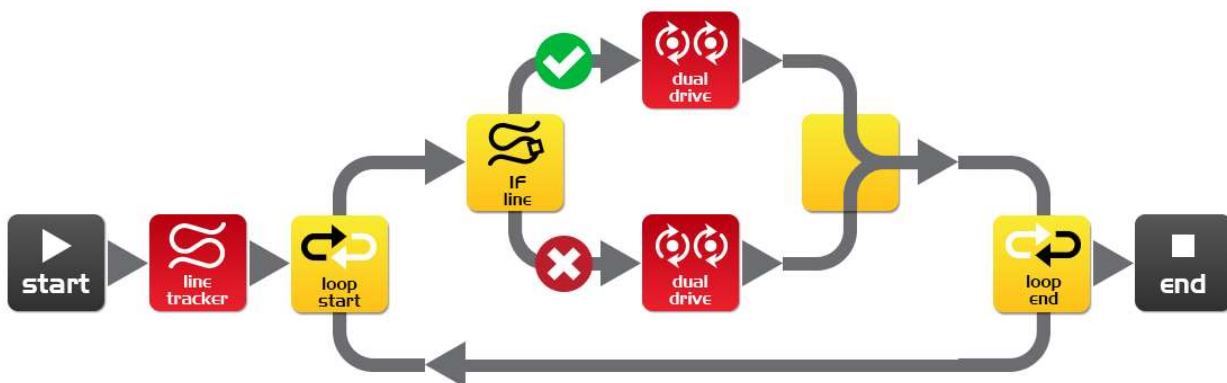 start
line
tracker
loop
start
IF
line
dual
drive
dual
drive
loop
end
end